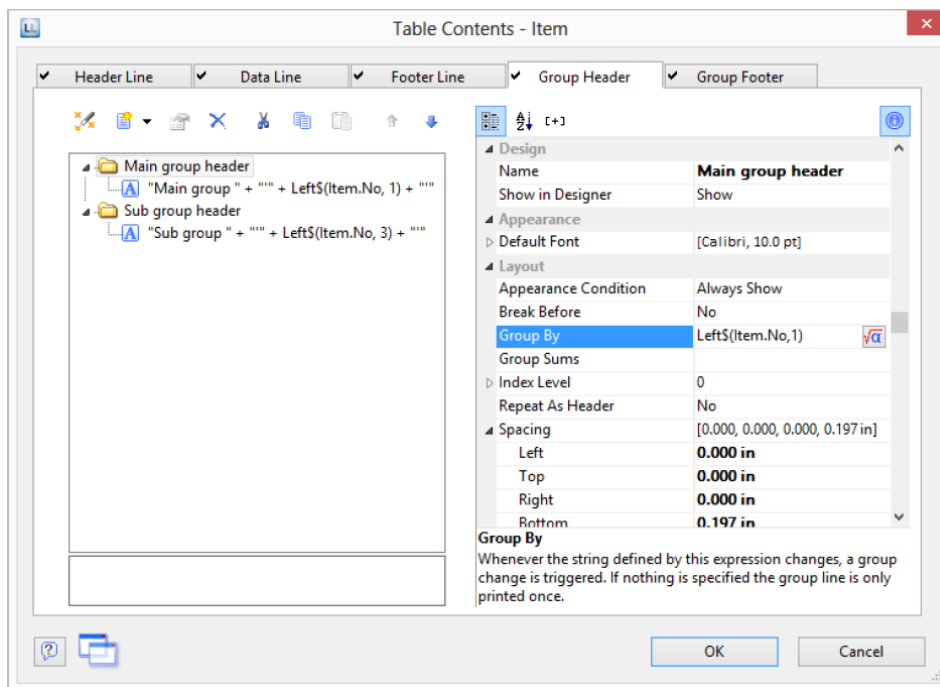 LL
Table Contents - Item
Header Line
Data Line
Footer Line
Group Header
Group Footer
Main group header
A "Main group " + "'" + Left$(Item.No, 1) + "'"
Sub group header
A "Sub group " + "'" + Left$(Item.No, 3) + "'"
A Z [+]
Design
Name Main group header
Show in Designer Show
Appearance
Default Font [Calibri, 10.0 pt]
Layout
Appearance Condition Always Show
Break Before No
Group By Left$(Item.No,1) √α
Group Sums
Index Level 0
Repeat As Header No
Spacing [0.000, 0.000, 0.000, 0.197 in]
Left 0.000 in
Top 0.000 in
Right 0.000 in
Bottom 0.197 in
Group By
Whenever the string defined by this expression changes, a group
change is triggered. If nothing is specified the group line is only
printed once.
?
OK
Cancel